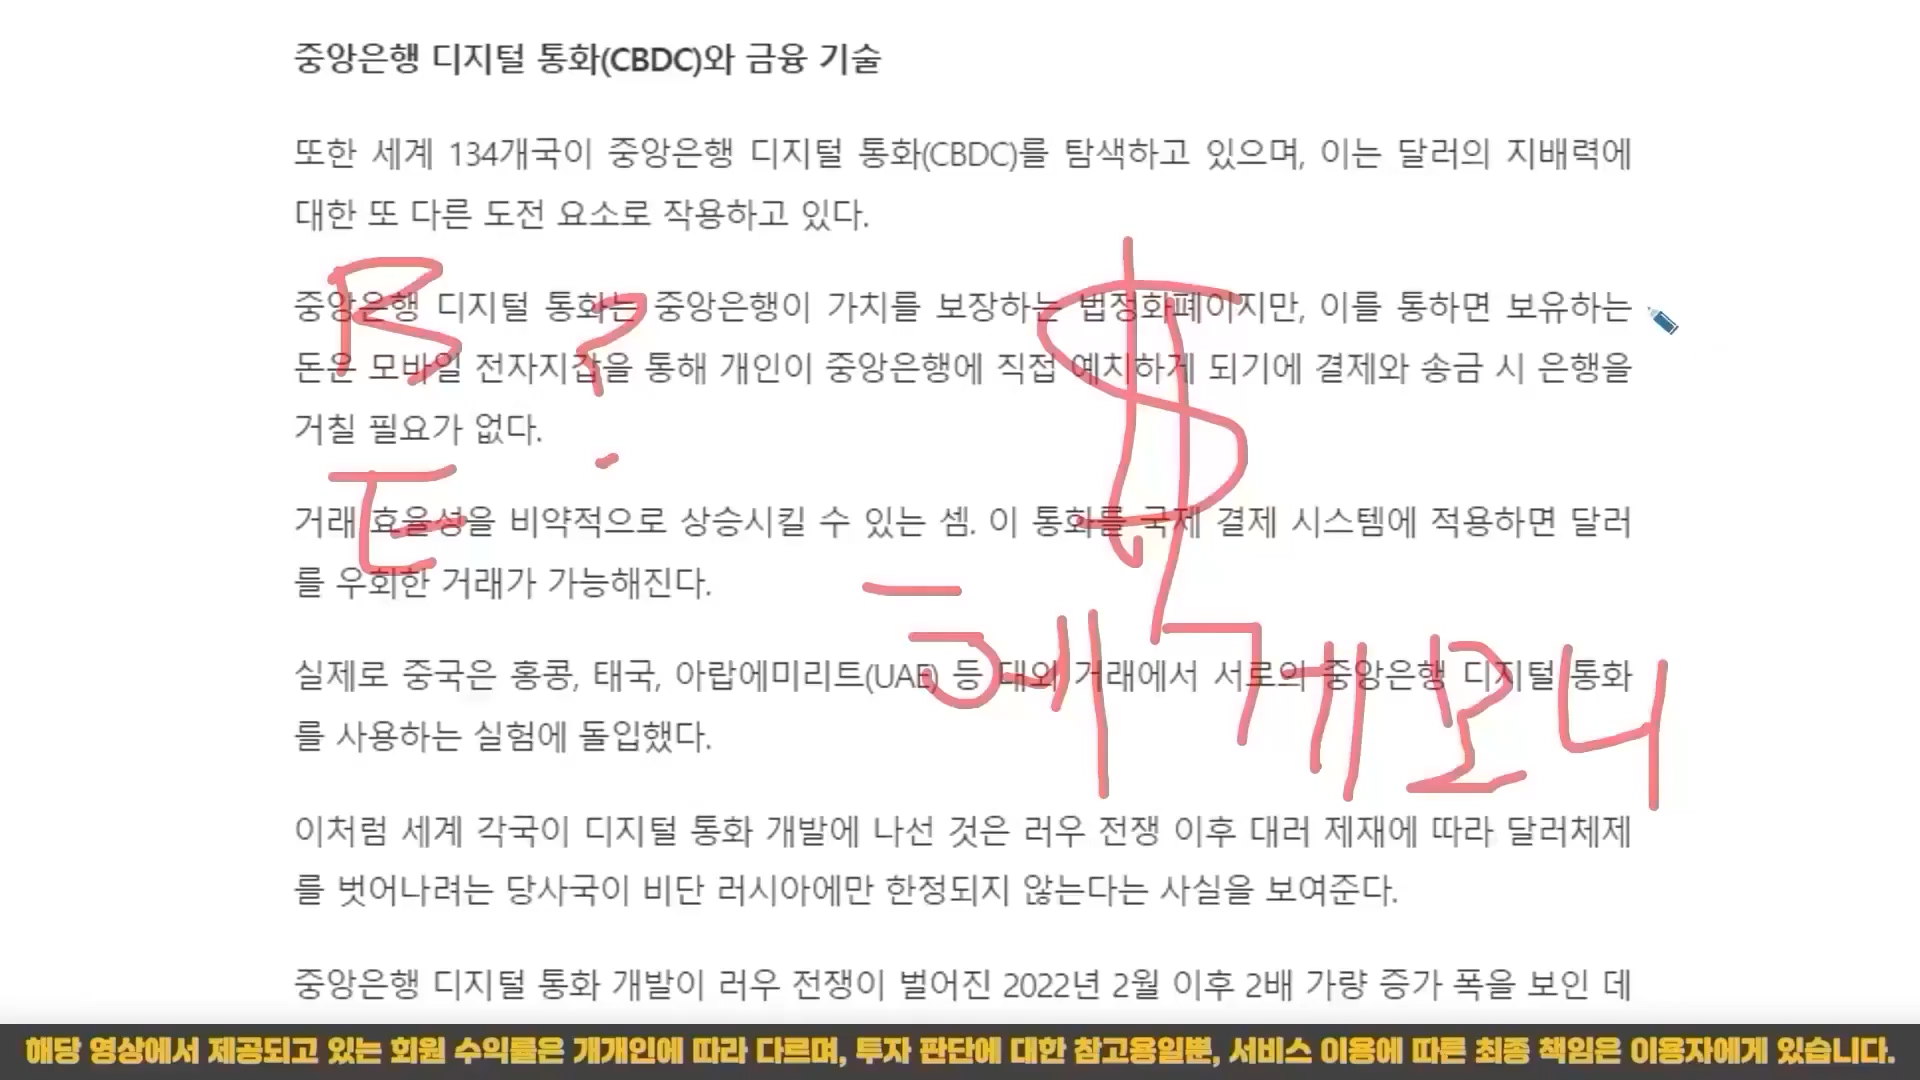 중앙은행 디지털 통화(CBDC)와 금융 기술
또한 세계 134개국이 중앙은행 디지털 통화(CBDC)를 탐색하고 있으며, 이는 달러의 지배력에
대한 또 다른 도전 요소로 작용하고 있다.
중앙은행 디지털 통화는 중앙은행이 가치를 보장하는 법정화폐이지만, 이를 통하면 보유하는
돈은 모바일 전자지갑을 통해 개인이 중앙은행에 직접 예치하게 되기에 결제와 송금 시 은행을
거칠 필요가 없다.
거래 효율성을 비약적으로 상승시킬 수 있는 셈. 이 통화를 국제 결제 시스템에 적용하면 달러
를 우회한 거래가 가능해진다.
실제로 중국은 홍콩, 태국, 아랍에미리트(UAE) 등 대외 거래에서 서로의 중앙은행 디지털 통화
를 사용하는 실험에 돌입했다.
이처럼 세계 각국이 디지털 통화 개발에 나선 것은 러우 전쟁 이후 대러 제재에 따라 달러체제
를 벗어나려는 당사국이 비단 러시아에만 한정되지 않는다는 사실을 보여준다.
중앙은행 디지털 통화 개발이 러우 전쟁이 벌어진 2022년 2월 이후 2배 가량 증가 폭을 보인 데
B ?
E
$
헤게모니
해당 영상에서 제공되고 있는 회원 수익률은 개개인에 따라 다르며, 투자 판단에 대한 참고용일뿐, 서비스 이용에 따른 최종 책임은 이용자에게 있습니다.